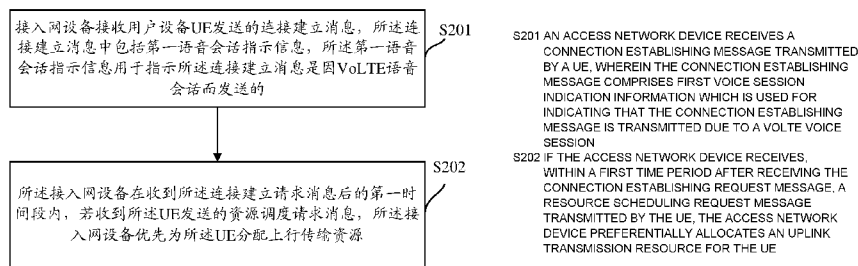 接入网设备接收用户设备UE发送的连接建立消息，所述连
接建立消息中包括第一语音会话指示信息，所述第一语音
会话指示信息用于指示所述连接建立消息是因VoLTE语音
会话而发送的
S201
所述接入网设备在收到所述连接建立请求消息后的第一时
间段内，若收到所述UE发送的资源调度请求消息，所述接
入网设备优先为所述UE分配上行传输资源
S202
S201 AN ACCESS NETWORK DEVICE RECEIVES A
CONNECTION ESTABLISHING MESSAGE TRANSMITTED
BY A UE, WHEREIN THE CONNECTION ESTABLISHING
MESSAGE COMPRISES FIRST VOICE SESSION
INDICATION INFORMATION WHICH IS USED FOR
INDICATING THAT THE CONNECTION ESTABLISHING
MESSAGE IS TRANSMITTED DUE TO A VOLTE VOICE
SESSION
S202 IF THE ACCESS NETWORK DEVICE RECEIVES,
WITHIN A FIRST TIME PERIOD AFTER RECEIVING THE
CONNECTION ESTABLISHING REQUEST MESSAGE, A
RESOURCE SCHEDULING REQUEST MESSAGE
TRANSMITTED BY THE UE, THE ACCESS NETWORK
DEVICE PREFERENTIALLY ALLOCATES AN UPLINK
TRANSMISSION RESOURCE FOR THE UE